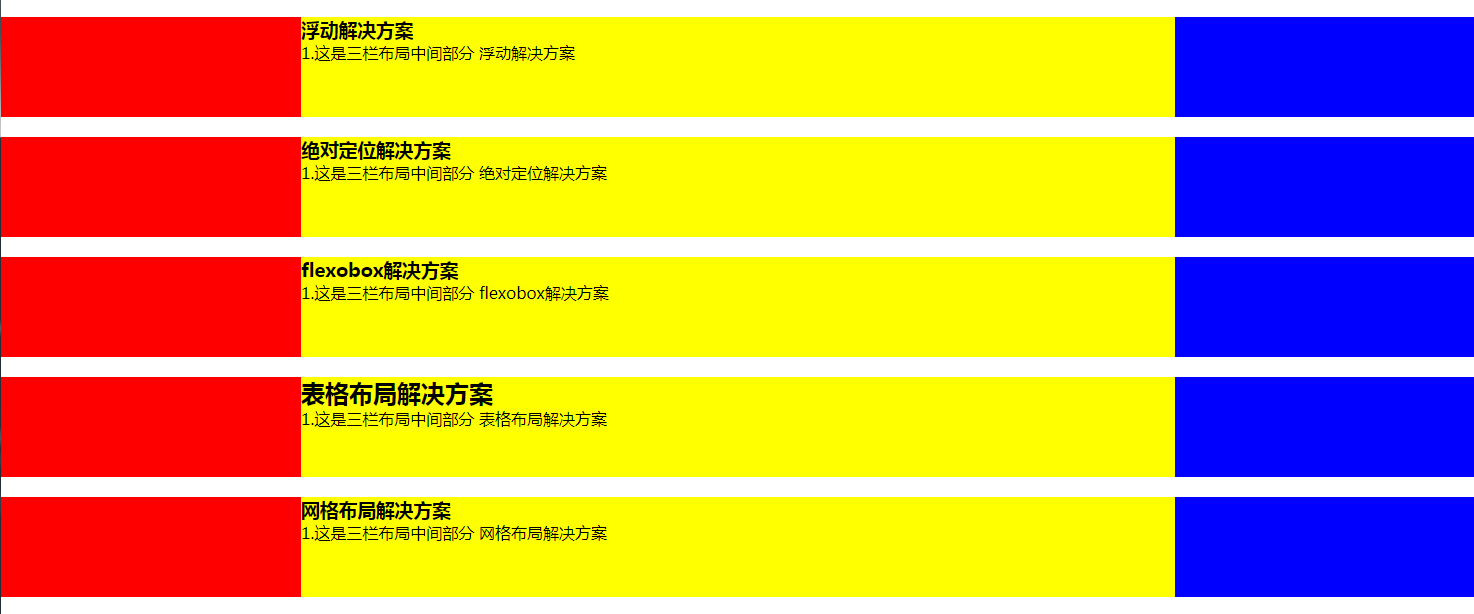 浮动解决方案
1.这是三栏布局中间部分 浮动解决方案
绝对定位解决方案
1.这是三栏布局中间部分 绝对定位解决方案
flexobox解决方案
1.这是三栏布局中间部分 flexobox解决方案
表格布局解决方案
1.这是三栏布局中间部分 表格布局解决方案
网格布局解决方案
1.这是三栏布局中间部分 网格布局解决方案